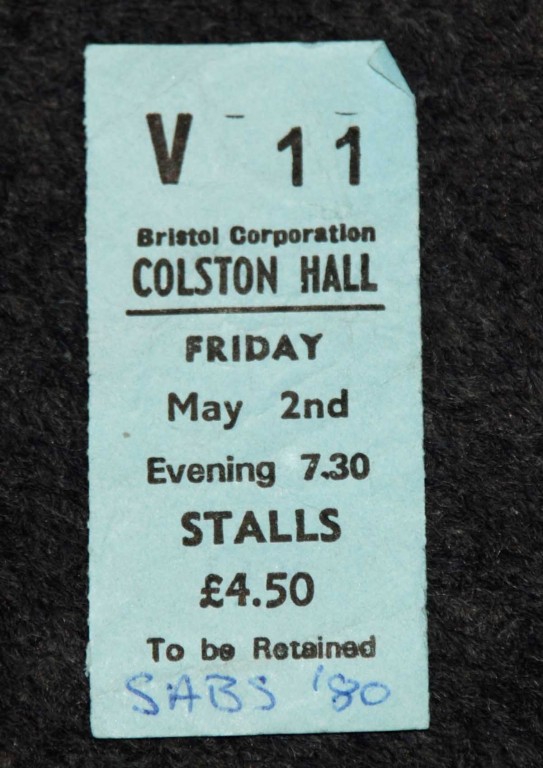 V 11
Bristol Corporation
COLSTON HALL
FRIDAY
May 2nd
Evening 7.30
STALLS
£4.50
To be Retained
SABS '80